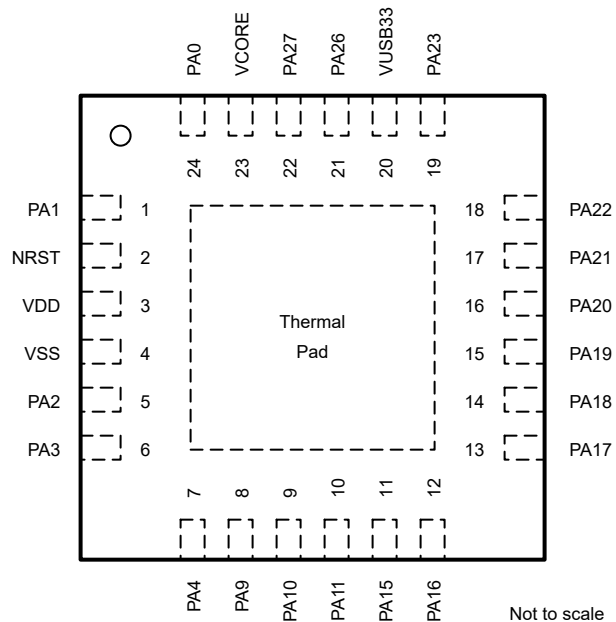 PA0 VCORE PA27 PA26 VUSB33 PA23
24 23 22 21 20 19
PA1 1 18 PA22
NRST 2 17 PA21
VDD 3 16 PA20
Thermal
VSS 4 15 PA19
Pad
PA2 5 14 PA18
PA3 6 13 PA17
7 8 9 10 11 12
PA4 PA9 PA10 PA11 PA15 PA16
Not to scale